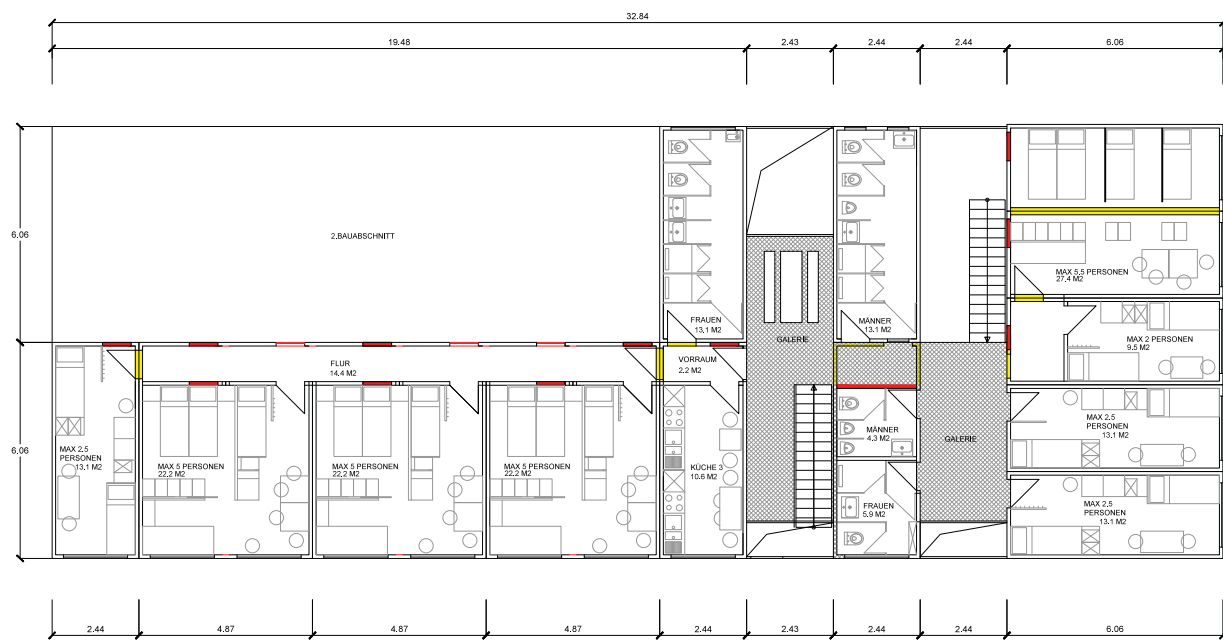 32.84
19.48
2.43
2.44
2.44
6.06
6.06
6.06
2.BAUABSCHNITT
FRAUEN
13,1 M2
GALERIE
MÄNNER
13.1 M2
MAX 5,5 PERSONEN
27,4 M2
MAX 2 PERSONEN
9.5 M2
FLUR
14.4 M2
VORRAUM
2.2 M2
MAX 2,5
PERSONEN
13,1 M2
MAX 5 PERSONEN
22.2 M2
MAX 5 PERSONEN
22,2 M2
MAX 5 PERSONEN
22.2 M2
KÜCHE 3
10.6 M2
MÄNNER
4.3 M2
FRAUEN
5,9 M2
GALERIE
MAX 2.5
PERSONEN
13.1 M2
MAX 2,5
PERSONEN
13.1 M2
2.44
4.87
4.87
4.87
2.44
2.43
2.44
2.44
6.06